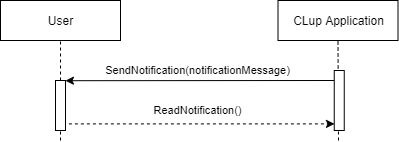 User
CLup Application
SendNotification(notificationMessage)
ReadNotification()